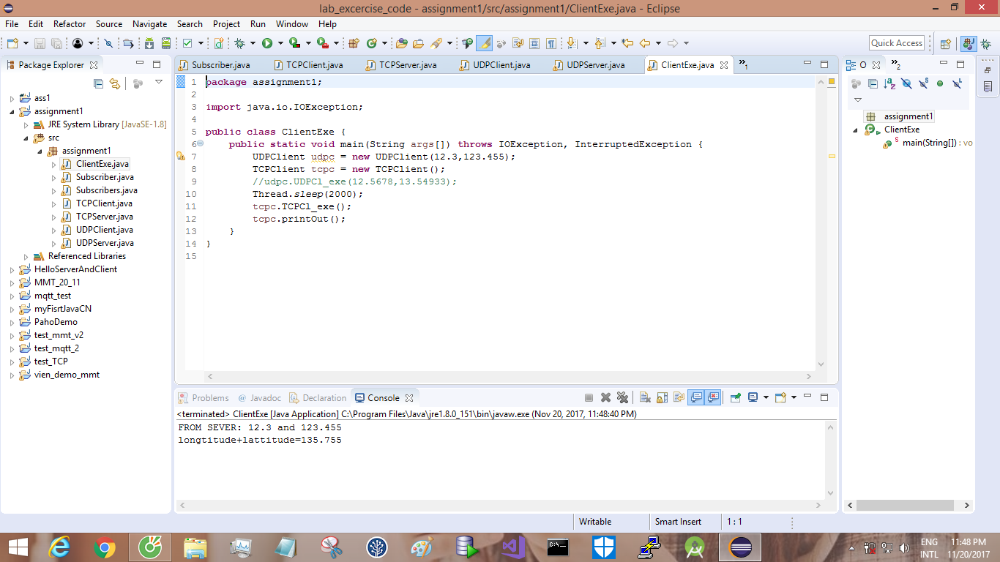 lab_excercise_code - assignment1/src/assignment1/ClientExe.java - Eclipse
File Edit Refactor Source Navigate Search Project Run Window Help
Quick Access
Package Explorer
ass1
assignment1
JRE System Library [JavaSE-1.8]
src
assignment1
ClientExe.java
Subscriber.java
Subscribers.java
TCPClient.java
TCPServer.java
UDPClient.java
UDPServer.java
Referenced Libraries
HelloServerAndClient
MMT_20_11
mqtt_test
myFisrtJavaCN
PahoDemo
test_mmt_v2
test_mqtt_2
test_TCP
vien_demo_mmt
Subscriber.java TCPClient.java TCPServer.java UDPClient.java UDPServer.java ClientExe.java »1
1 package assignment1;
2
3 import java.io.IOException;
4
5 public class ClientExe {
6 public static void main(String args[]) throws IOException, InterruptedException {
7 UDPClient udpc = new UDPClient(12.3,123.455);
8 TCPClient tcpc = new TCPClient();
9 //udpc.UDPCl_exe(12.5678,13.54933);
10 Thread.sleep(2000);
11 tcpc.TCPCl_exe();
12 tcpc.printOut();
13 }
14 }
15
O »2
assignment1
ClientExe
main(String[]) : vo
Problems @ Javadoc Declaration Console
<terminated> ClientExe [Java Application] C:\Program Files\Java\jre1.8.0_151\bin\javaw.exe (Nov 20, 2017, 11:48:40 PM)
FROM SEVER: 12.3 and 123.455
longtitude+lattitude=135.755
Writable Smart Insert 1 : 1
ENG 11:48 PM
INTL 11/20/2017